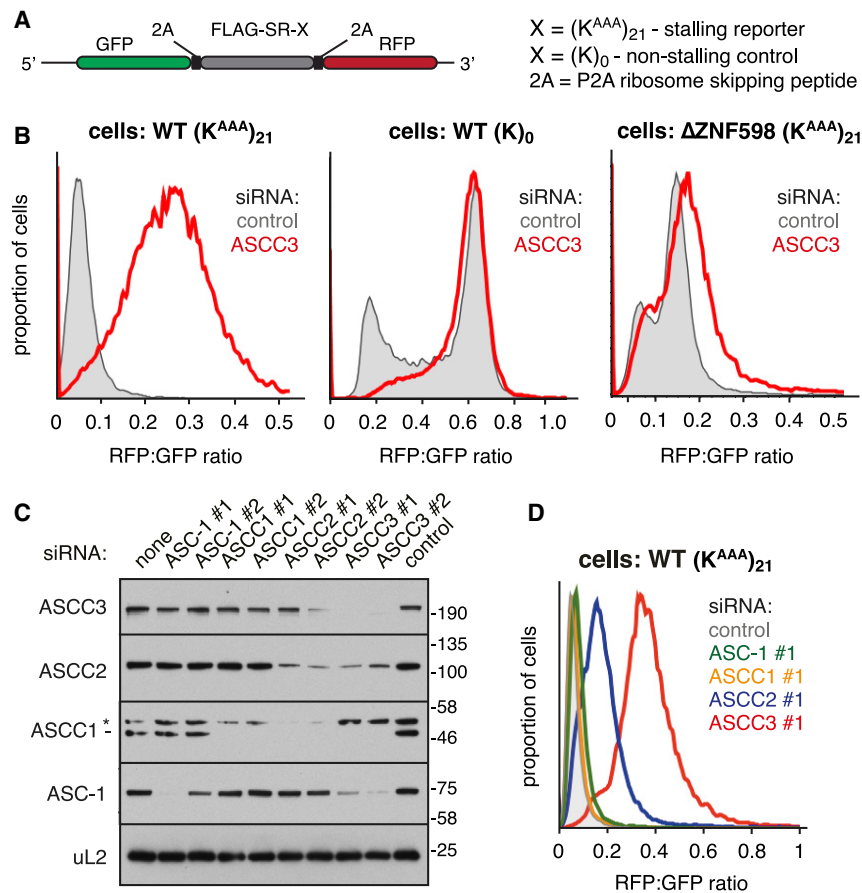 A
2A FLAG-SR-X 2A
GFP RFP
5' 3'
X = (K^AAA)21 - stalling reporter
X = (K)0 - non-stalling control
2A = P2A ribosome skipping peptide
B
cells: WT (K^AAA)21
cells: WT (K)0
cells: ΔZNF598 (K^AAA)21
proportion of cells
siRNA:
control
ASCC3
siRNA:
control
ASCC3
siRNA:
control
ASCC3
0 0.1 0.2 0.3 0.4 0.5
0 0.2 0.4 0.6 0.8 1.0
0 0.1 0.2 0.3 0.4 0.5
RFP:GFP ratio
RFP:GFP ratio
RFP:GFP ratio
C
siRNA:
none
ASC-1 #1
ASC-1 #2
ASCC1 #1
ASCC1 #2
ASCC2 #1
ASCC2 #2
ASCC3 #1
ASCC3 #2
control
ASCC3
-190
-135
ASCC2
-100
-58
*
ASCC1 -
-46
ASC-1
-75
-58
uL2
-25
D
cells: WT (K^AAA)21
proportion of cells
siRNA:
control
ASC-1 #1
ASCC1 #1
ASCC2 #1
ASCC3 #1
0 0.2 0.4 0.6 0.8 1
RFP:GFP ratio